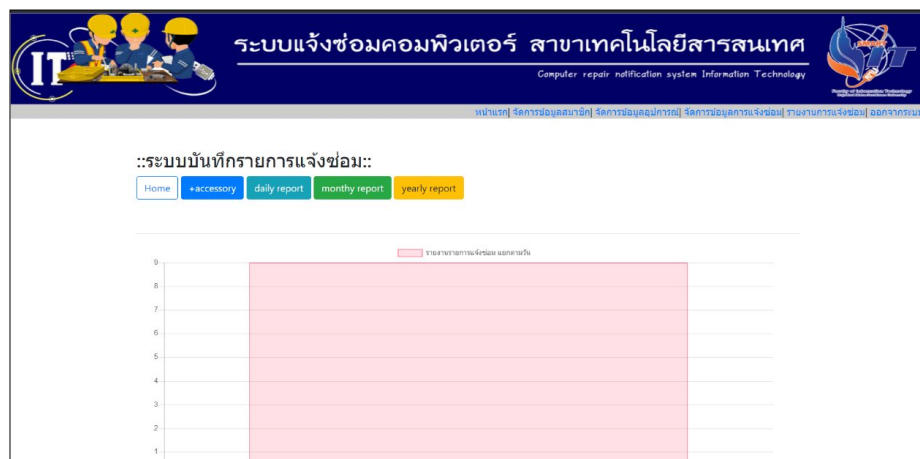 IT
ระบบแจ้งซ่อมคอมพิวเตอร์ สาขาเทคโนโลยีสารสนเทศ
Computer repair notification system Information Technology
หน้าแรก| จัดการข้อมูลสมาชิก| จัดการข้อมูลอุปกรณ์| จัดการข้อมูลการแจ้งซ่อม| รายงานการแจ้งซ่อม| ออกจากระบบ
::ระบบบันทึกรายการแจ้งซ่อม::
Home +accessory daily report monthy report yearly report
รายงานรายการแจ้งซ่อม แยกตามวัน
9
8
7
6
5
4
3
2
1